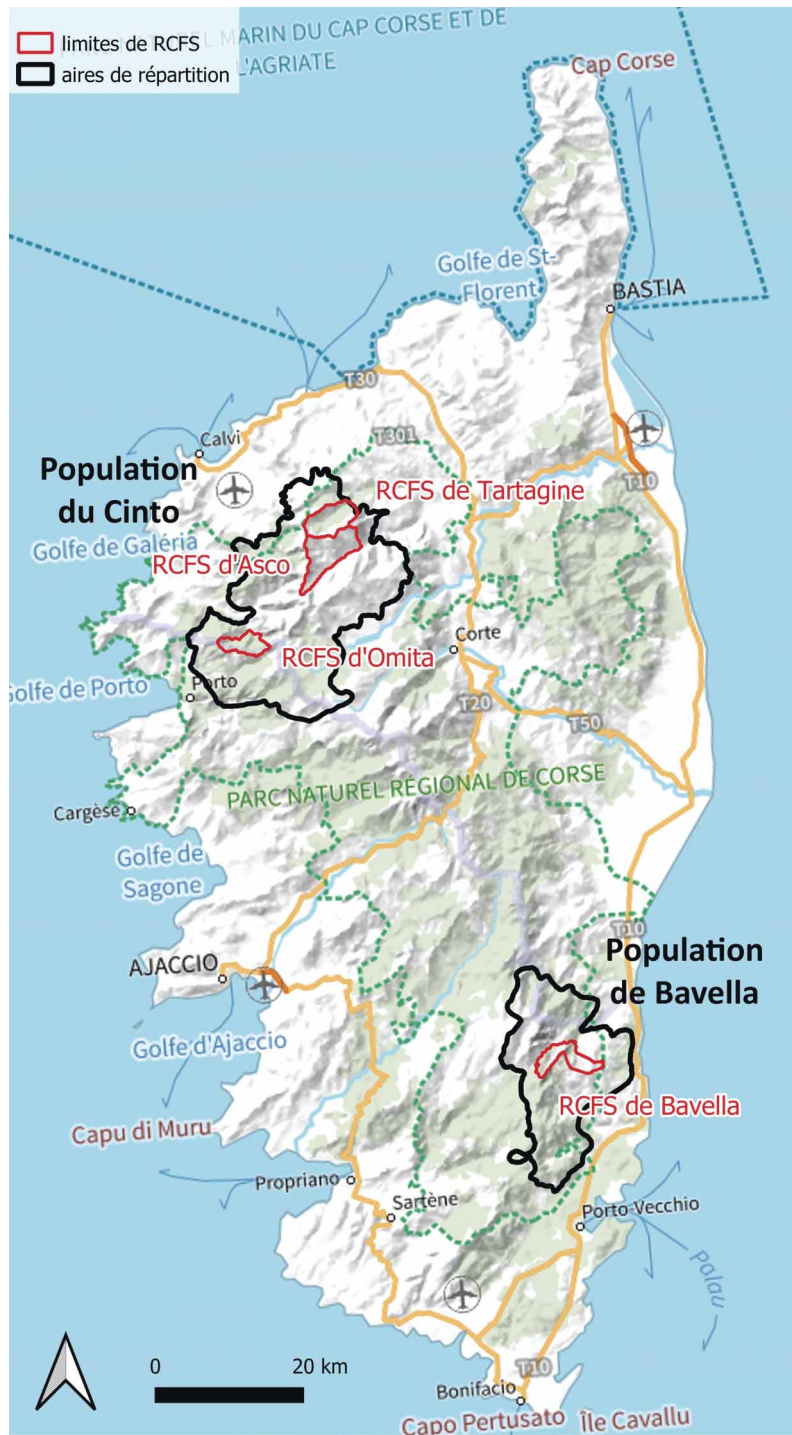 limites de RCFS
aires de répartition
EL MARIN DU CAP CORSE ET DE
L'AGRIATE
Cap Corse
Golfe de St-
Florent
BASTIA
T30
Calvi
T301
Population
du Cinto
RCFS de Tartagine
T10
Golfe de Galéria
RCFS d'Asco
RCFS d'Omita
Corte
Golfe de Porto
Porto
T20
T50
PARC NATUREL RÉGIONAL DE CORSE
Cargèse
Golfe de
Sagone
T10
Population
de Bavella
AJACCIO
Golfe d'Ajaccio
RCFS de Bavella
Capu di Muru
Propriano
Sartène
Porto-Vecchio
palau
0 20 km
T10
Bonifacio
Capo Pertusato
Île Cavallu